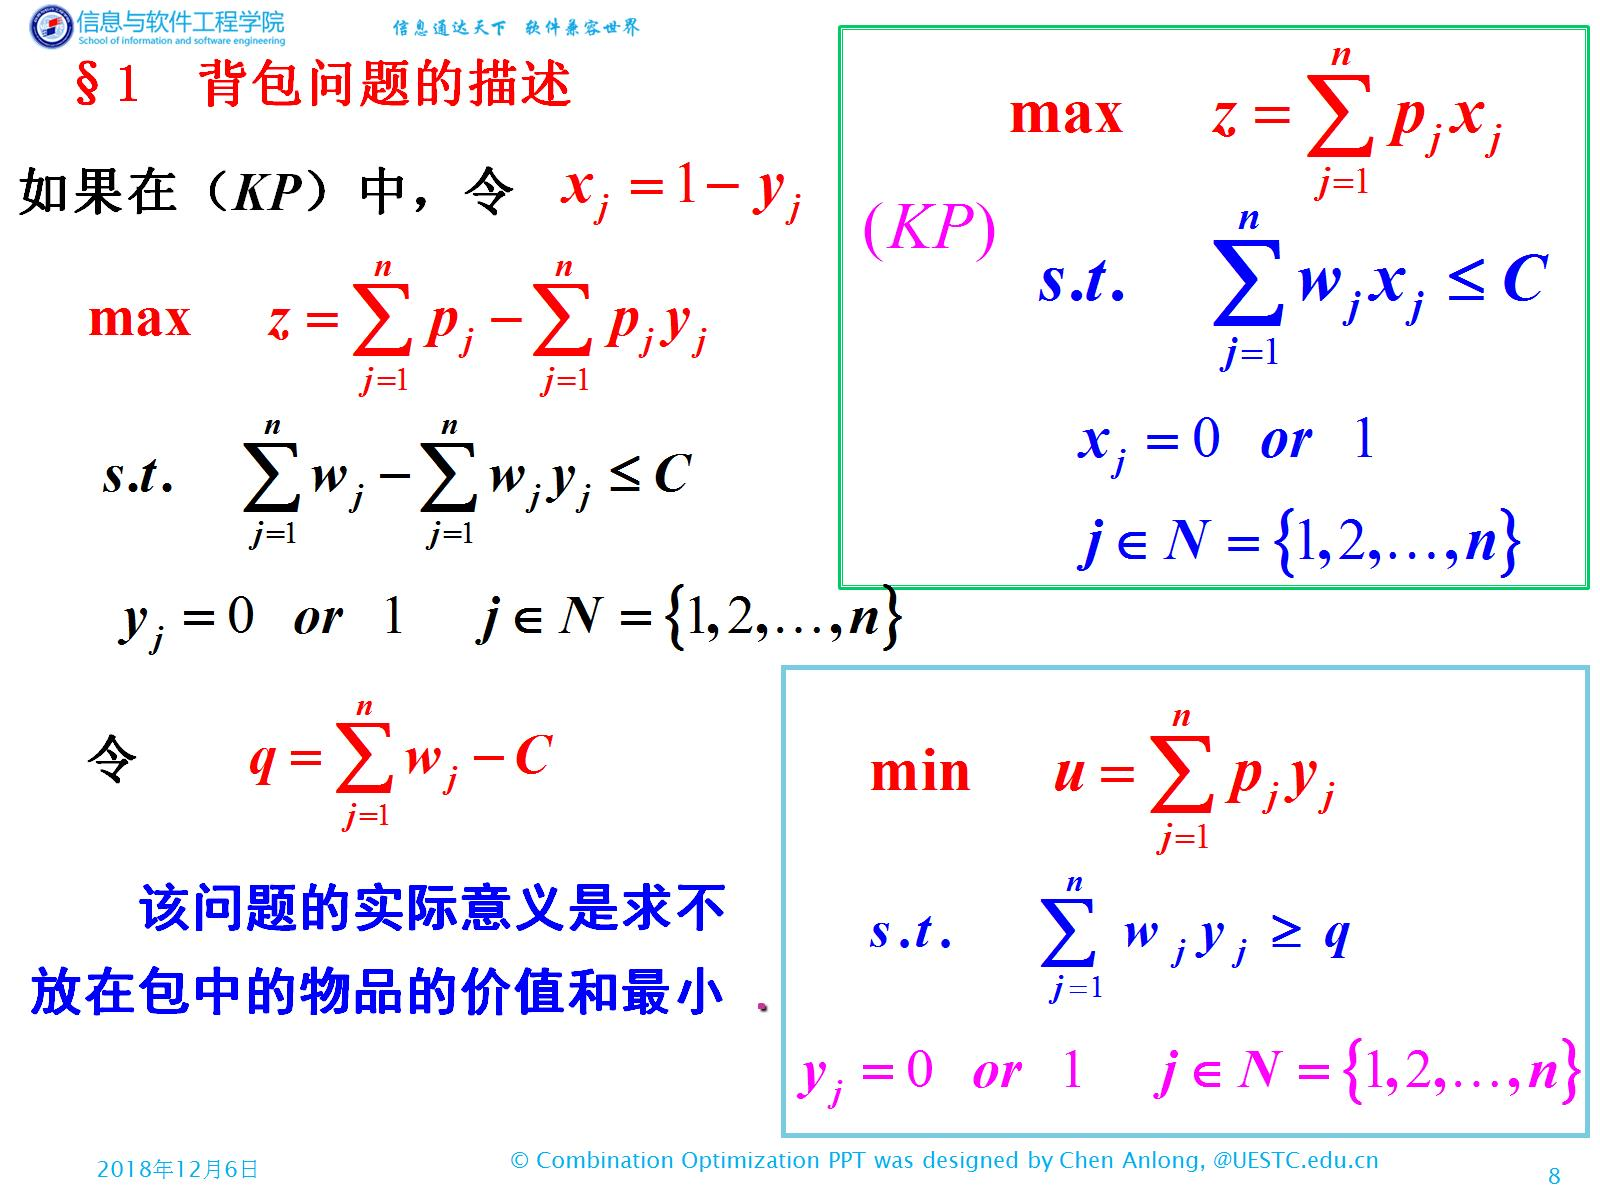 信息与软件工程学院
School of information and software engineering
信息通达天下 软件兼容世界
§1 背包问题的描述
如果在（KP）中，令 x_j = 1 − y_j
max z = ∑_{j=1}^{n} p_j − ∑_{j=1}^{n} p_j y_j
s.t. ∑_{j=1}^{n} w_j − ∑_{j=1}^{n} w_j y_j ≤ C
y_j = 0 or 1 j ∈ N = {1,2,…,n}
令 q = ∑_{j=1}^{n} w_j − C
该问题的实际意义是求不
放在包中的物品的价值和最小 .
(KP)
max z = ∑_{j=1}^{n} p_j x_j
s.t. ∑_{j=1}^{n} w_j x_j ≤ C
x_j = 0 or 1
j ∈ N = {1,2,…,n}
min u = ∑_{j=1}^{n} p_j y_j
s.t. ∑_{j=1}^{n} w_j y_j ≥ q
y_j = 0 or 1 j ∈ N = {1,2,…,n}
2018年12月6日
© Combination Optimization PPT was designed by Chen Anlong, @UESTC.edu.cn
8